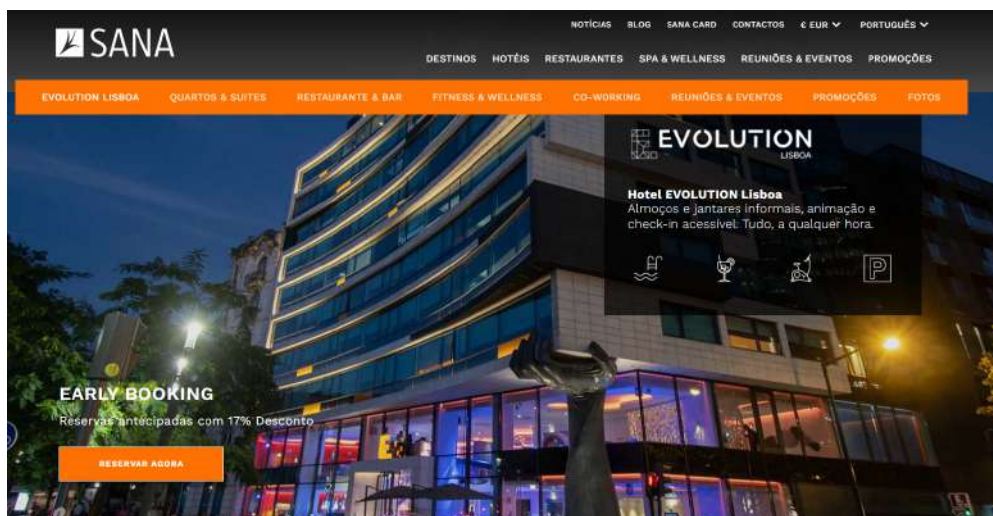 SANA
NOTÍCIAS BLOG SANA CARD CONTACTOS € EUR PORTUGUÊS
DESTINOS HOTÉIS RESTAURANTES SPA & WELLNESS REUNIÕES & EVENTOS PROMOÇÕES
EVOLUTION LISBOA QUARTOS & SUITES RESTAURANTE & BAR FITNESS & WELLNESS CO-WORKING REUNIÕES & EVENTOS PROMOÇÕES FOTOS
EVOLUTION
LISBOA
Hotel EVOLUTION Lisboa
Almoços e jantares informais, animação e
check-in acessível. Tudo, a qualquer hora.
P
EARLY BOOKING
Reservas antecipadas com 17% Desconto
RESERVAR AGORA
E